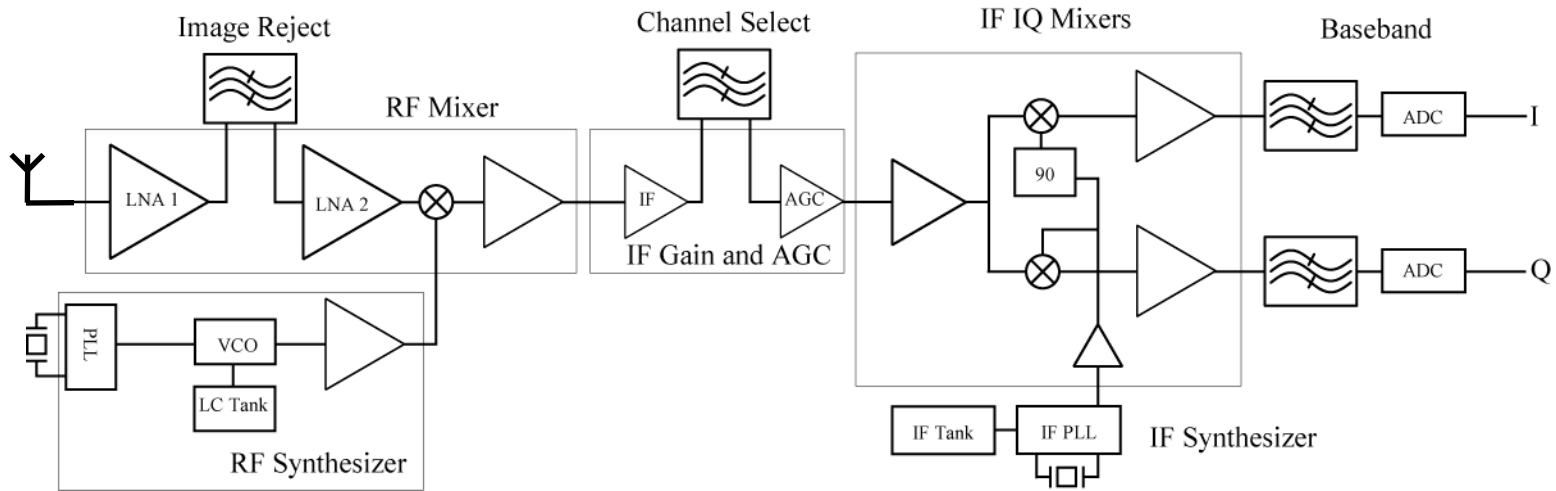 Image Reject
Channel Select
IF IQ Mixers
Baseband
RF Mixer
LNA 1
LNA 2
IF
AGC
IF Gain and AGC
90
ADC
I
ADC
Q
PLL
VCO
LC Tank
RF Synthesizer
IF Tank
IF PLL
IF Synthesizer